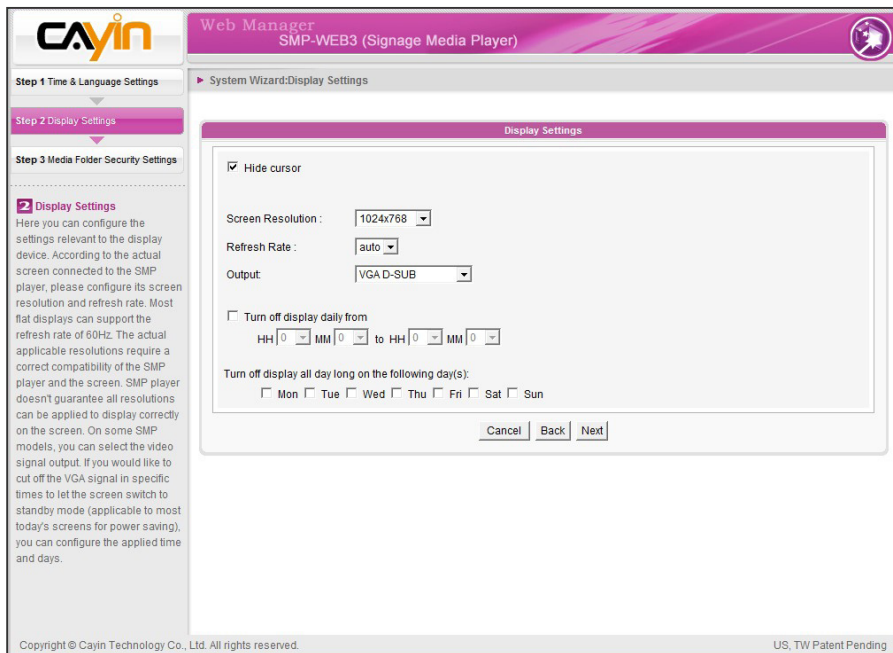 CAYIN
Web Manager
SMP-WEB3 (Signage Media Player)
Step 1 Time & Language Settings
Step 2 Display Settings
Step 3 Media Folder Security Settings
2 Display Settings
Here you can configure the
settings relevant to the display
device. According to the actual
screen connected to the SMP
player, please configure its screen
resolution and refresh rate. Most
flat displays can support the
refresh rate of 60Hz. The actual
applicable resolutions require a
correct compatibility of the SMP
player and the screen. SMP player
doesn't guarantee all resolutions
can be applied to display correctly
on the screen. On some SMP
models, you can select the video
signal output. If you would like to
cut off the VGA signal in specific
times to let the screen switch to
standby mode (applicable to most
today's screens for power saving),
you can configure the applied time
and days.
System Wizard:Display Settings
Display Settings
Hide cursor
Screen Resolution : 1024x768
Refresh Rate : auto
Output: VGA D-SUB
Turn off display daily from
HH 0 MM 0 to HH 0 MM 0
Turn off display all day long on the following day(s):
Mon Tue Wed Thu Fri Sat Sun
Cancel Back Next
Copyright © Cayin Technology Co., Ltd. All rights reserved. US, TW Patent Pending